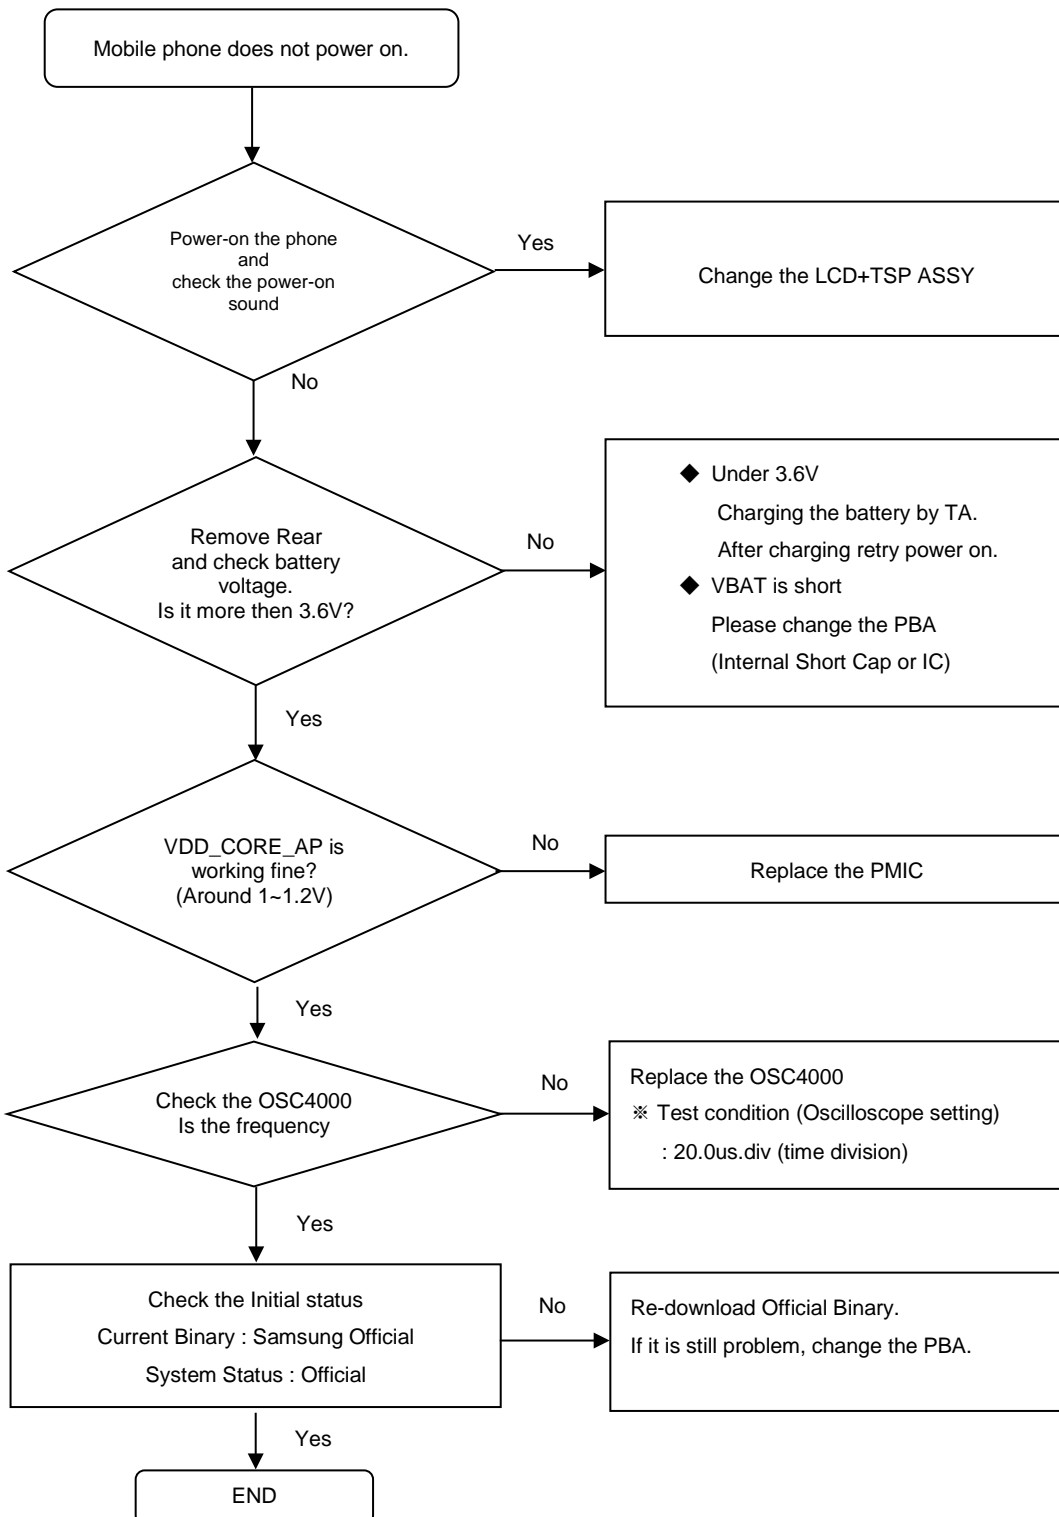 Mobile phone does not power on.
Power-on the phone
and
check the power-on
sound
Yes
Change the LCD+TSP ASSY
No
Remove Rear
and check battery
voltage.
Is it more then 3.6V?
No
◆ Under 3.6V
Charging the battery by TA.
After charging retry power on.
◆ VBAT is short
Please change the PBA
(Internal Short Cap or IC)
Yes
VDD_CORE_AP is
working fine?
(Around 1~1.2V)
No
Replace the PMIC
Yes
Check the OSC4000
Is the frequency
No
Replace the OSC4000
※ Test condition (Oscilloscope setting)
: 20.0us.div (time division)
Yes
Check the Initial status
Current Binary : Samsung Official
System Status : Official
No
Re-download Official Binary.
If it is still problem, change the PBA.
Yes
END